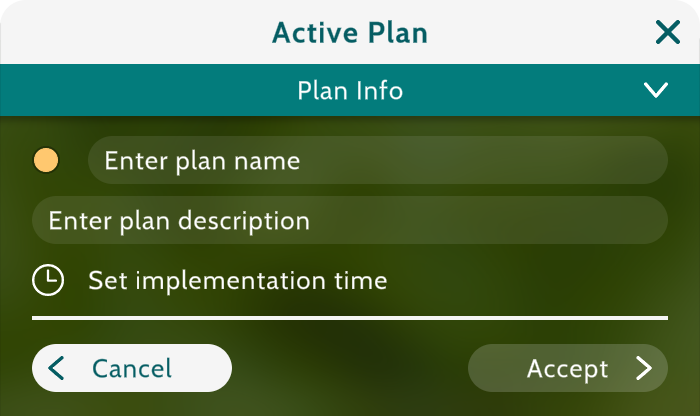 Active Plan
Plan Info
Enter plan name
Enter plan description
Set implementation time
Cancel
Accept